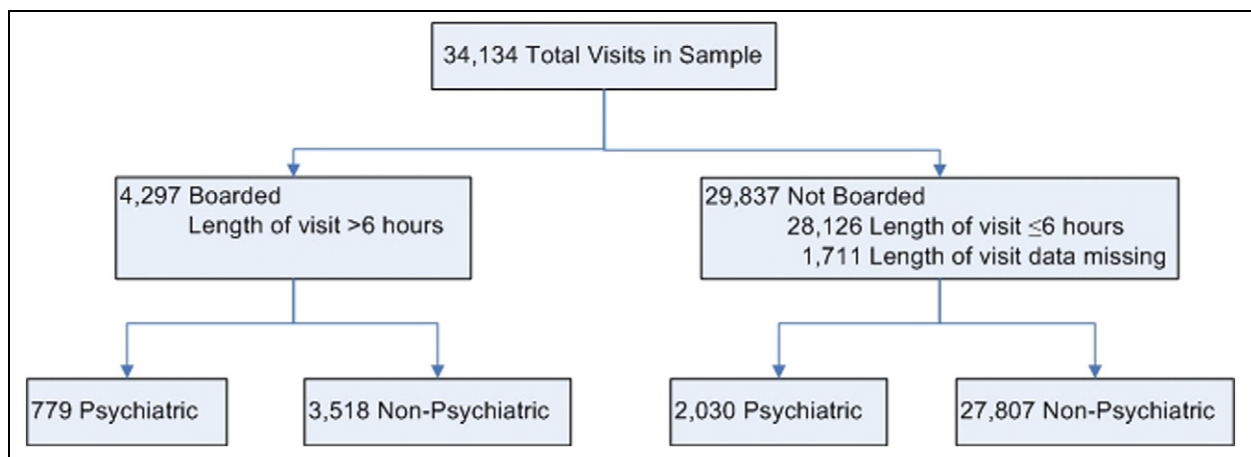 34,134 Total Visits in Sample
4,297 Boarded
Length of visit >6 hours
29,837 Not Boarded
28,126 Length of visit ≤6 hours
1,711 Length of visit data missing
779 Psychiatric
3,518 Non-Psychiatric
2,030 Psychiatric
27,807 Non-Psychiatric